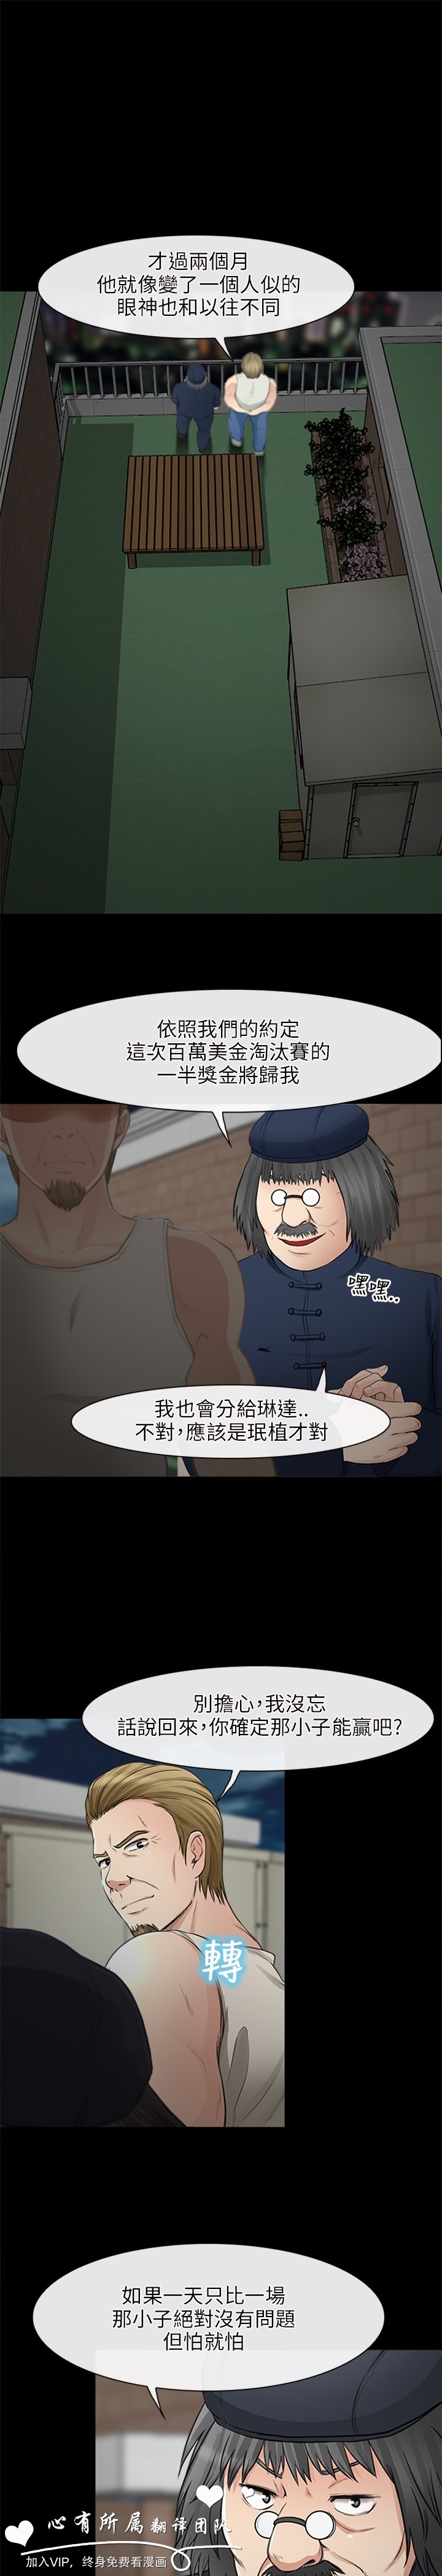 才過兩個月
他就像變了一個人似的
眼神也和以往不同
依照我們的約定
這次百萬美金淘汰賽的
一半獎金將歸我
嘿嘿..
我也會分給琳達..
不對,應該是珉植才對
別擔心,我沒忘
話說回來,你確定那小子能贏吧?
轉
如果一天只比一場
那小子絕對沒有問題
但怕就怕
心有所属翻译团队
加入VIP，终身免费看漫画